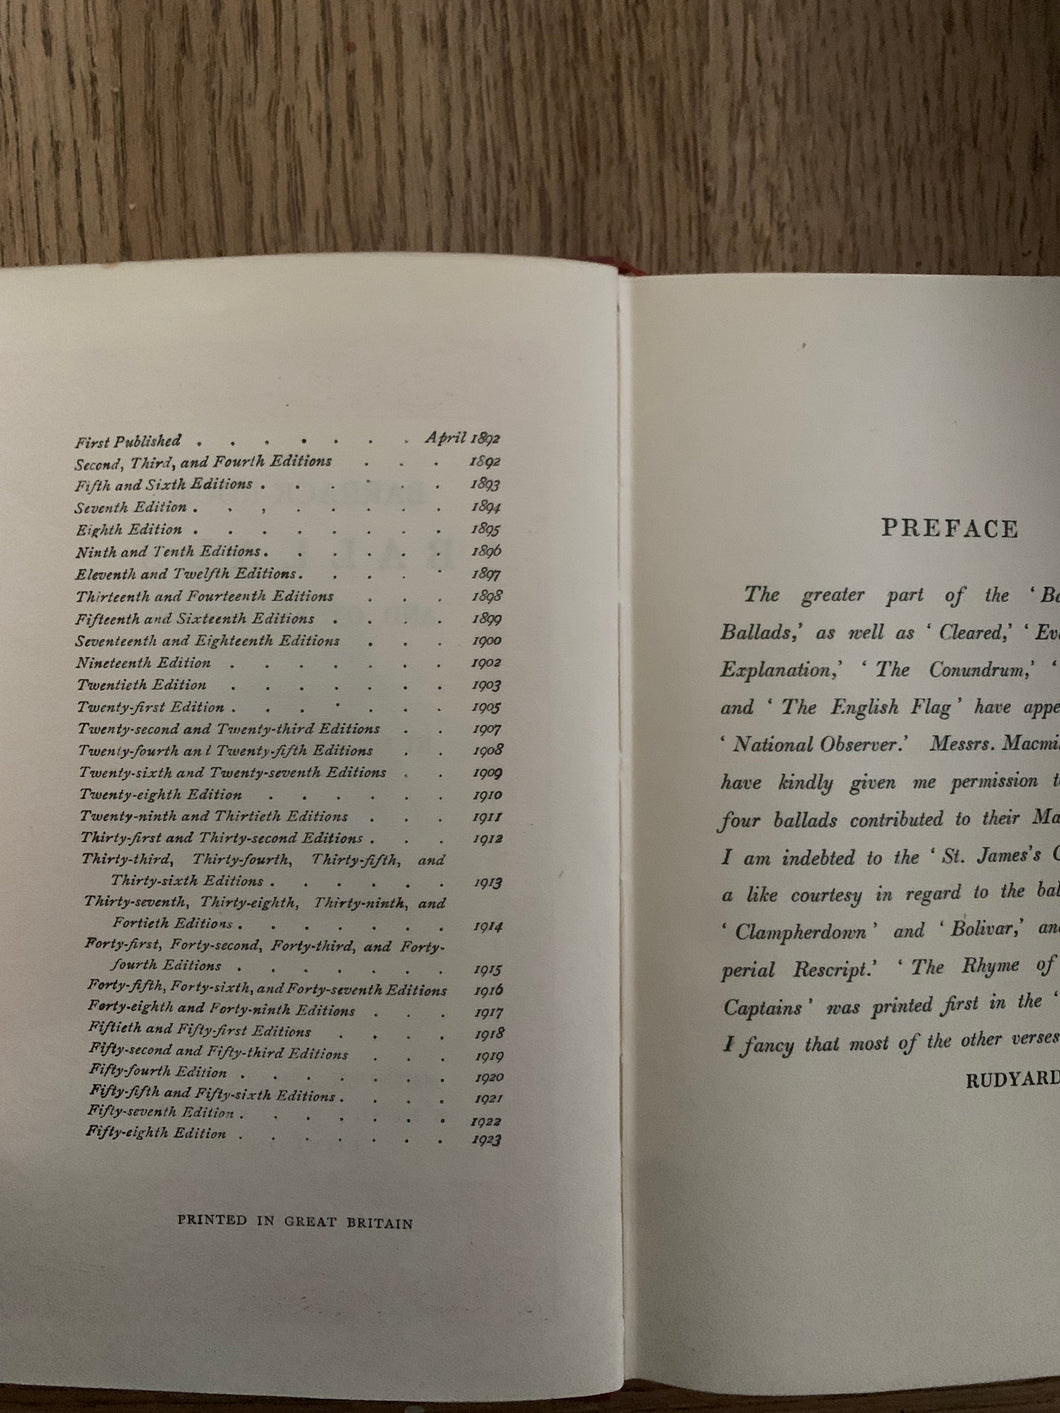 First Published . . . . . . . April 1892
Second, Third, and Fourth Editions . . . 1892
Fifth and Sixth Editions . . . . . . 1893
Seventh Edition . . . . . . . . 1894
Eighth Edition . . . . . . . . 1895
Ninth and Tenth Editions . . . . . . 1896
Eleventh and Twelfth Editions . . . . . 1897
Thirteenth and Fourteenth Editions . . . 1898
Fifteenth and Sixteenth Editions . . . . 1899
Seventeenth and Eighteenth Editions . . . 1900
Nineteenth Edition . . . . . . . 1902
Twentieth Edition . . . . . . . 1903
Twenty-first Edition . . . . . . . 1905
Twenty-second and Twenty-third Editions . . 1907
Twenty-fourth and Twenty-fifth Editions . . 1908
Twenty-sixth and Twenty-seventh Editions . . 1909
Twenty-eighth Edition . . . . . . 1910
Twenty-ninth and Thirtieth Editions . . . 1911
Thirty-first and Thirty-second Editions . . . 1912
Thirty-third, Thirty-fourth, Thirty-fifth, and
Thirty-sixth Editions . . . . . . 1913
Thirty-seventh, Thirty-eighth, Thirty-ninth, and
Fortieth Editions . . . . . . . 1914
Forty-first, Forty-second, Forty-third, and Forty-
fourth Editions . . . . . . . 1915
Forty-fifth, Forty-sixth, and Forty-seventh Editions 1916
Forty-eighth and Forty-ninth Editions . . . 1917
Fiftieth and Fifty-first Editions . . . . 1918
Fifty-second and Fifty-third Editions . . . 1919
Fifty-fourth Edition . . . . . . . 1920
Fifty-fifth and Fifty-sixth Editions . . . . 1921
Fifty-seventh Edition . . . . . . . 1922
Fifty-eighth Edition . . . . . . . 1923
PRINTED IN GREAT BRITAIN
PREFACE
The greater part of the ‘
Ballads,’ as well as ‘ Cleared,’ ‘
Explanation,’ ‘ The Conundrum,’ ‘
and ‘ The English Flag ’ have
‘ National Observer.’ Messrs.
have kindly given me permission
four ballads contributed to their
I am indebted to the ‘ St. James’s
a like courtesy in regard to the
‘ Clampherdown ’ and ‘ Bolivar,’
perial Rescript.’ ‘ The Rhyme of
Captains ’ was printed first in the ‘
I fancy that most of the other verses
RUDYARD